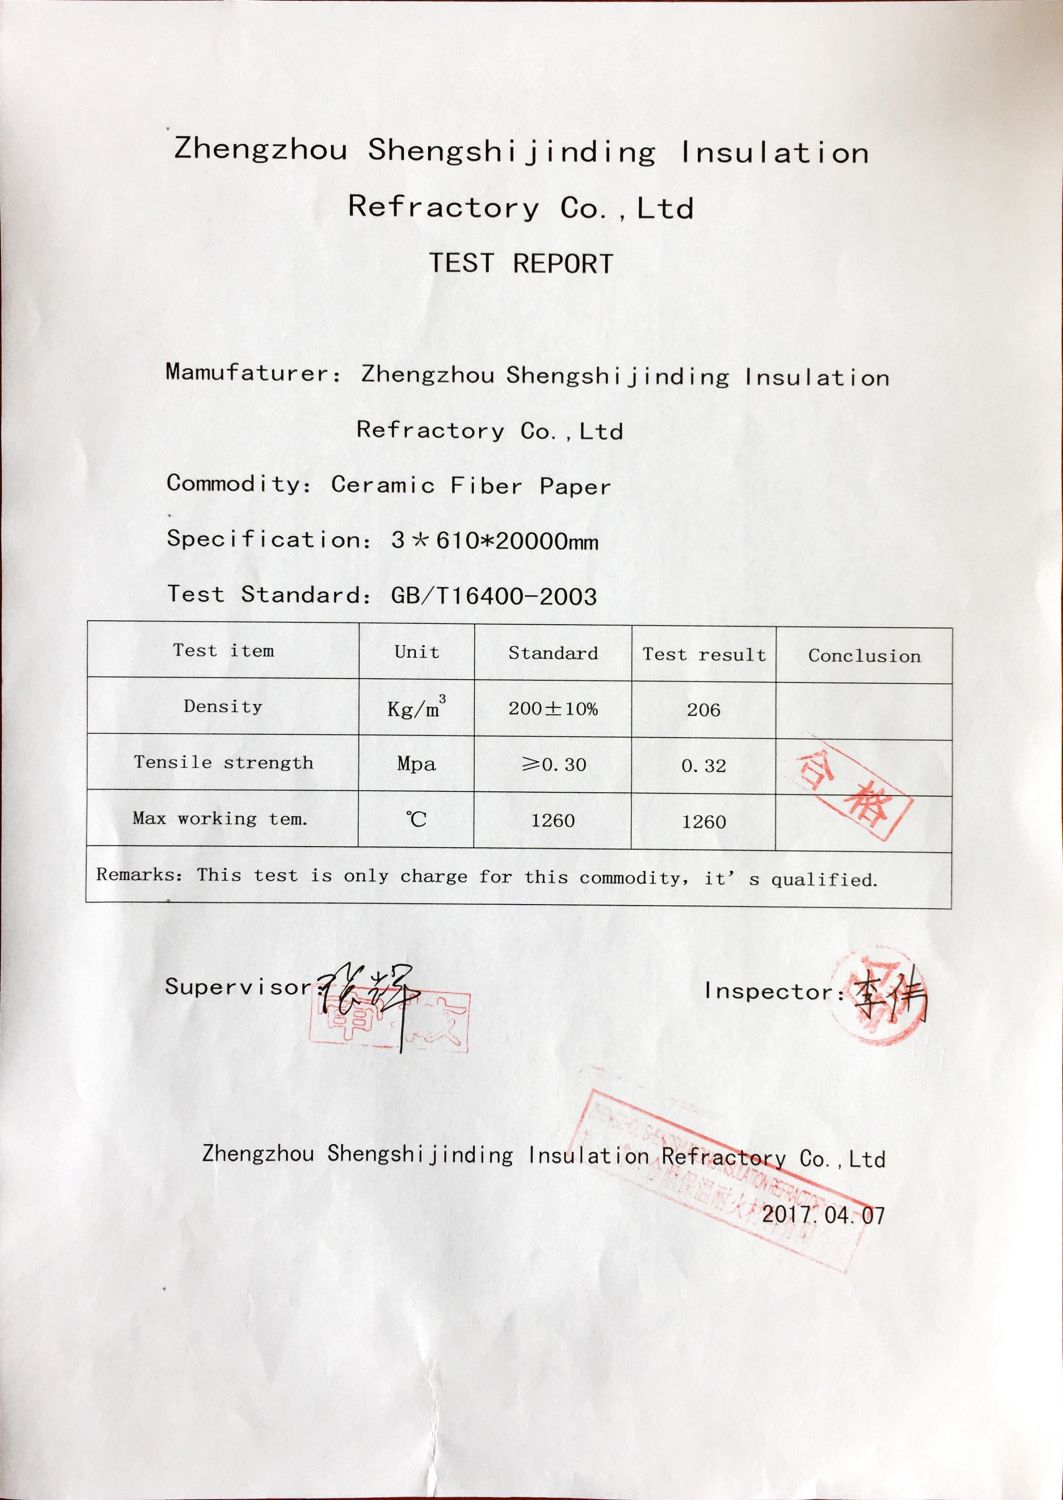 Zhengzhou Shengshijinding Insulation
Refractory Co.,Ltd
TEST REPORT
Mamufaturer: Zhengzhou Shengshijinding Insulation
Refractory Co.,Ltd
Commodity: Ceramic Fiber Paper
Specification: 3*610*20000mm
Test Standard: GB/T16400-2003
Test item Unit Standard Test result Conclusion
Density Kg/m³ 200±10% 206
Tensile strength Mpa ≥0.30 0.32
合格
Max working tem. ℃ 1260 1260
Remarks: This test is only charge for this commodity, it's qualified.
Supervisor: Inspector: 李伟
Zhengzhou Shengshijinding Insulation Refractory Co.,Ltd
2017.04.07